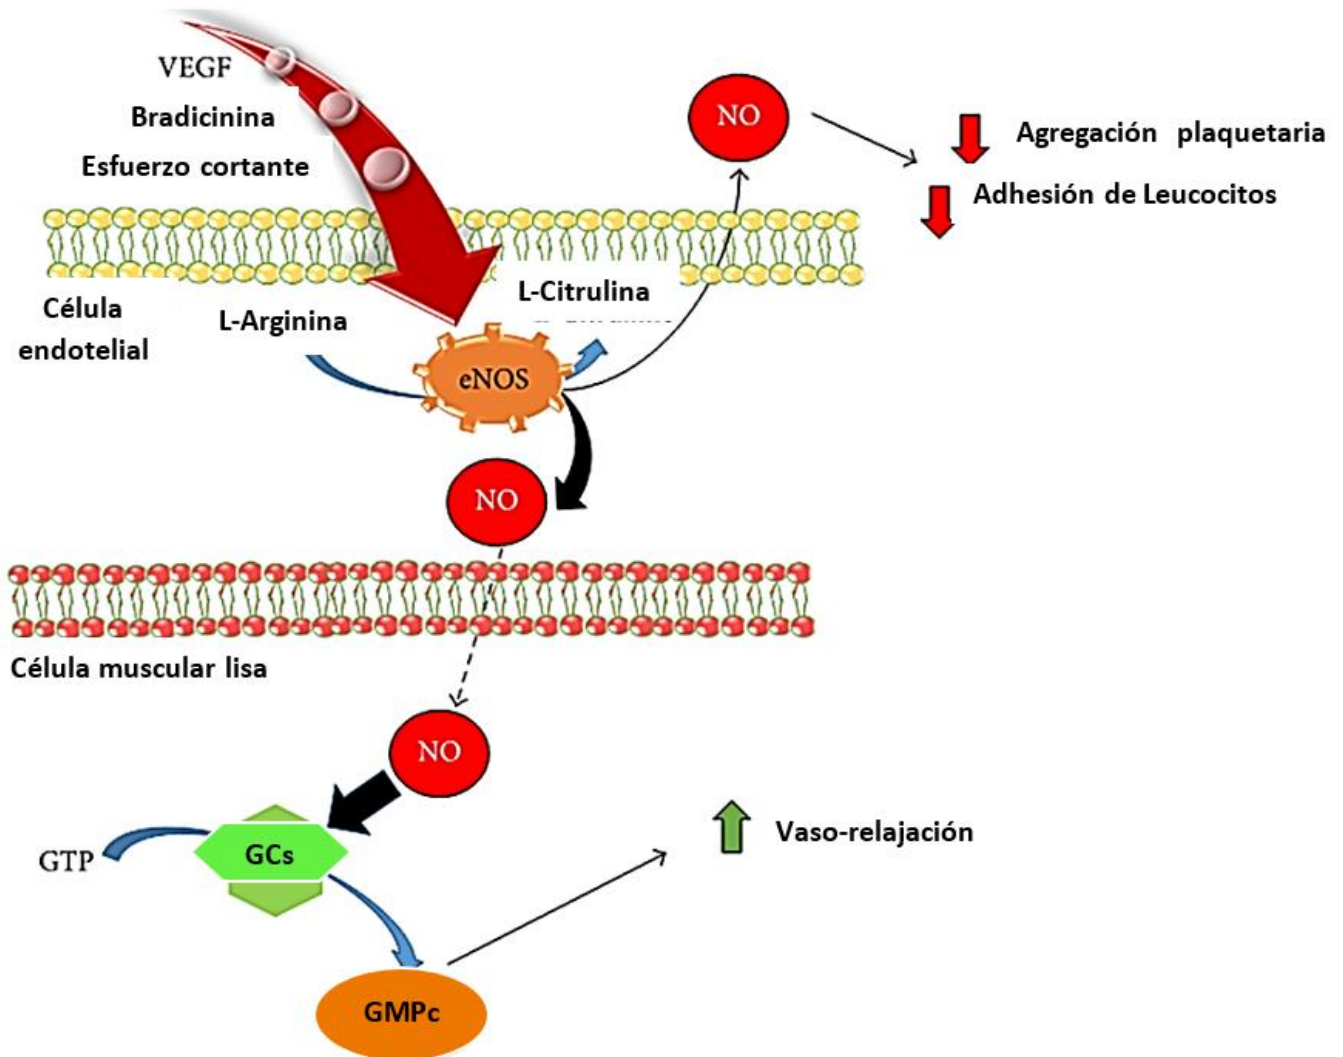 VEGF
Bradicinina
Esfuerzo cortante
NO
Agregación plaquetaria
Adhesión de Leucocitos
Célula
endotelial
L-Arginina
L-Citrulina
eNOS
NO
Célula muscular lisa
NO
GTP
GCs
Vaso-relajación
GMPc